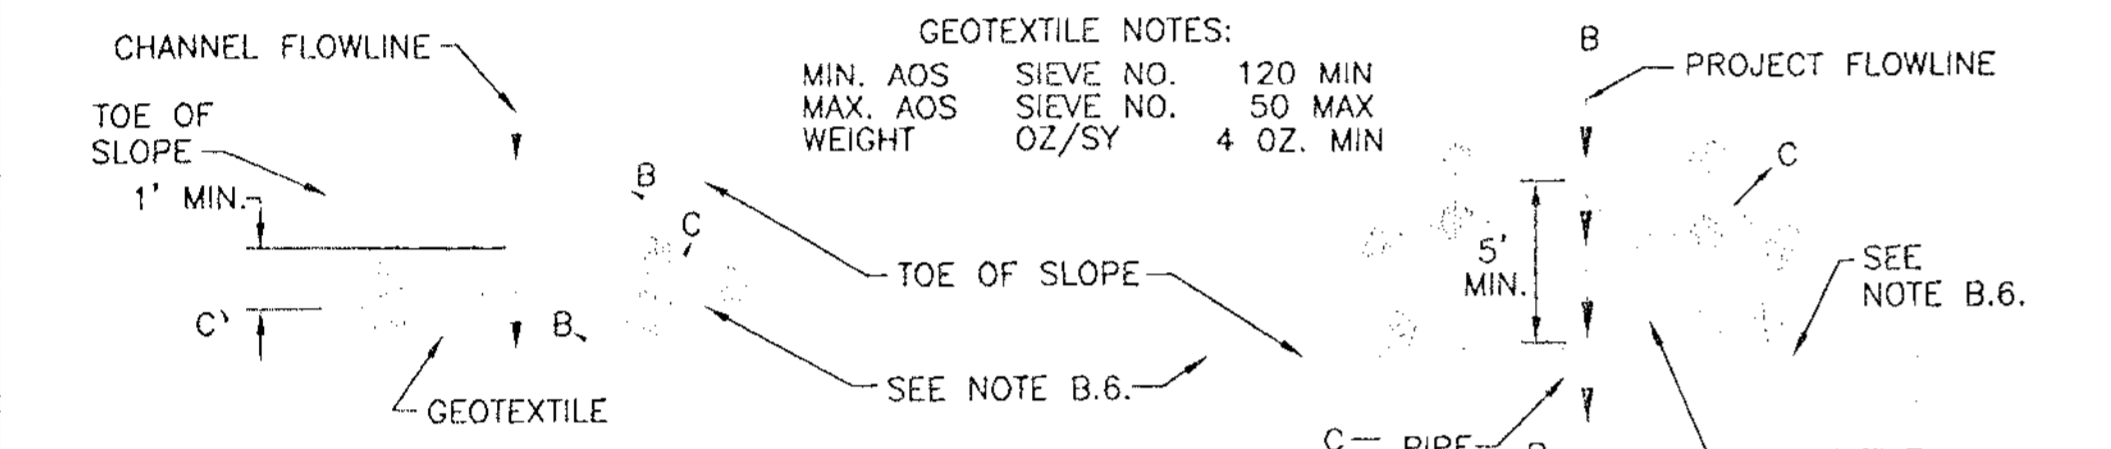 GEOTEXTILE NOTES:
MIN. AOS SIEVE NO. 120 MIN
MAX. AOS SIEVE NO. 50 MAX
WEIGHT OZ/SY 4 OZ. MIN
CHANNEL FLOWLINE
TOE OF
SLOPE
1' MIN.
B
C
C'
B
GEOTEXTILE
TOE OF SLOPE
SEE NOTE B.6.
B
PROJECT FLOWLINE
C
5'
MIN.
SEE
NOTE B.6.
C
PIPE